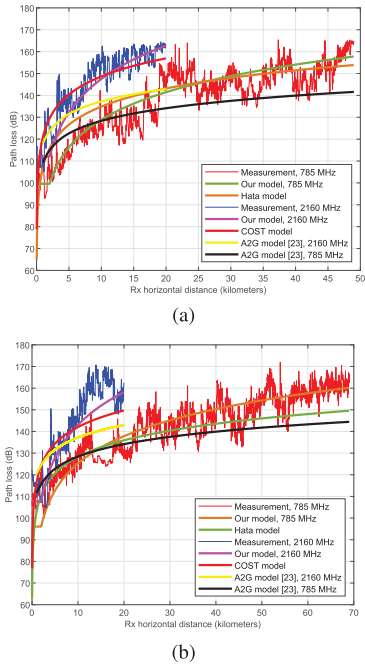 180
170
160
150
140
130
120
110
100
90
80
70
60
Path loss (dB)
Measurement, 785 MHz
Our model, 785 MHz
Hata model
Measurement, 2160 MHz
Our model, 2160 MHz
COST model
A2G model [23], 2160 MHz
A2G model [23], 785 MHz
0 5 10 15 20 25 30 35 40 45 50
Rx horizontal distance (kilometers)
(a)
180
170
160
150
140
130
120
110
100
90
80
70
60
Path loss (dB)
Measurement, 785 MHz
Our model, 785 MHz
Hata model
Measurement, 2160 MHz
Our model, 2160 MHz
COST model
A2G model [23], 2160 MHz
A2G model [23], 785 MHz
0 10 20 30 40 50 60 70
Rx horizontal distance (kilometers)
(b)